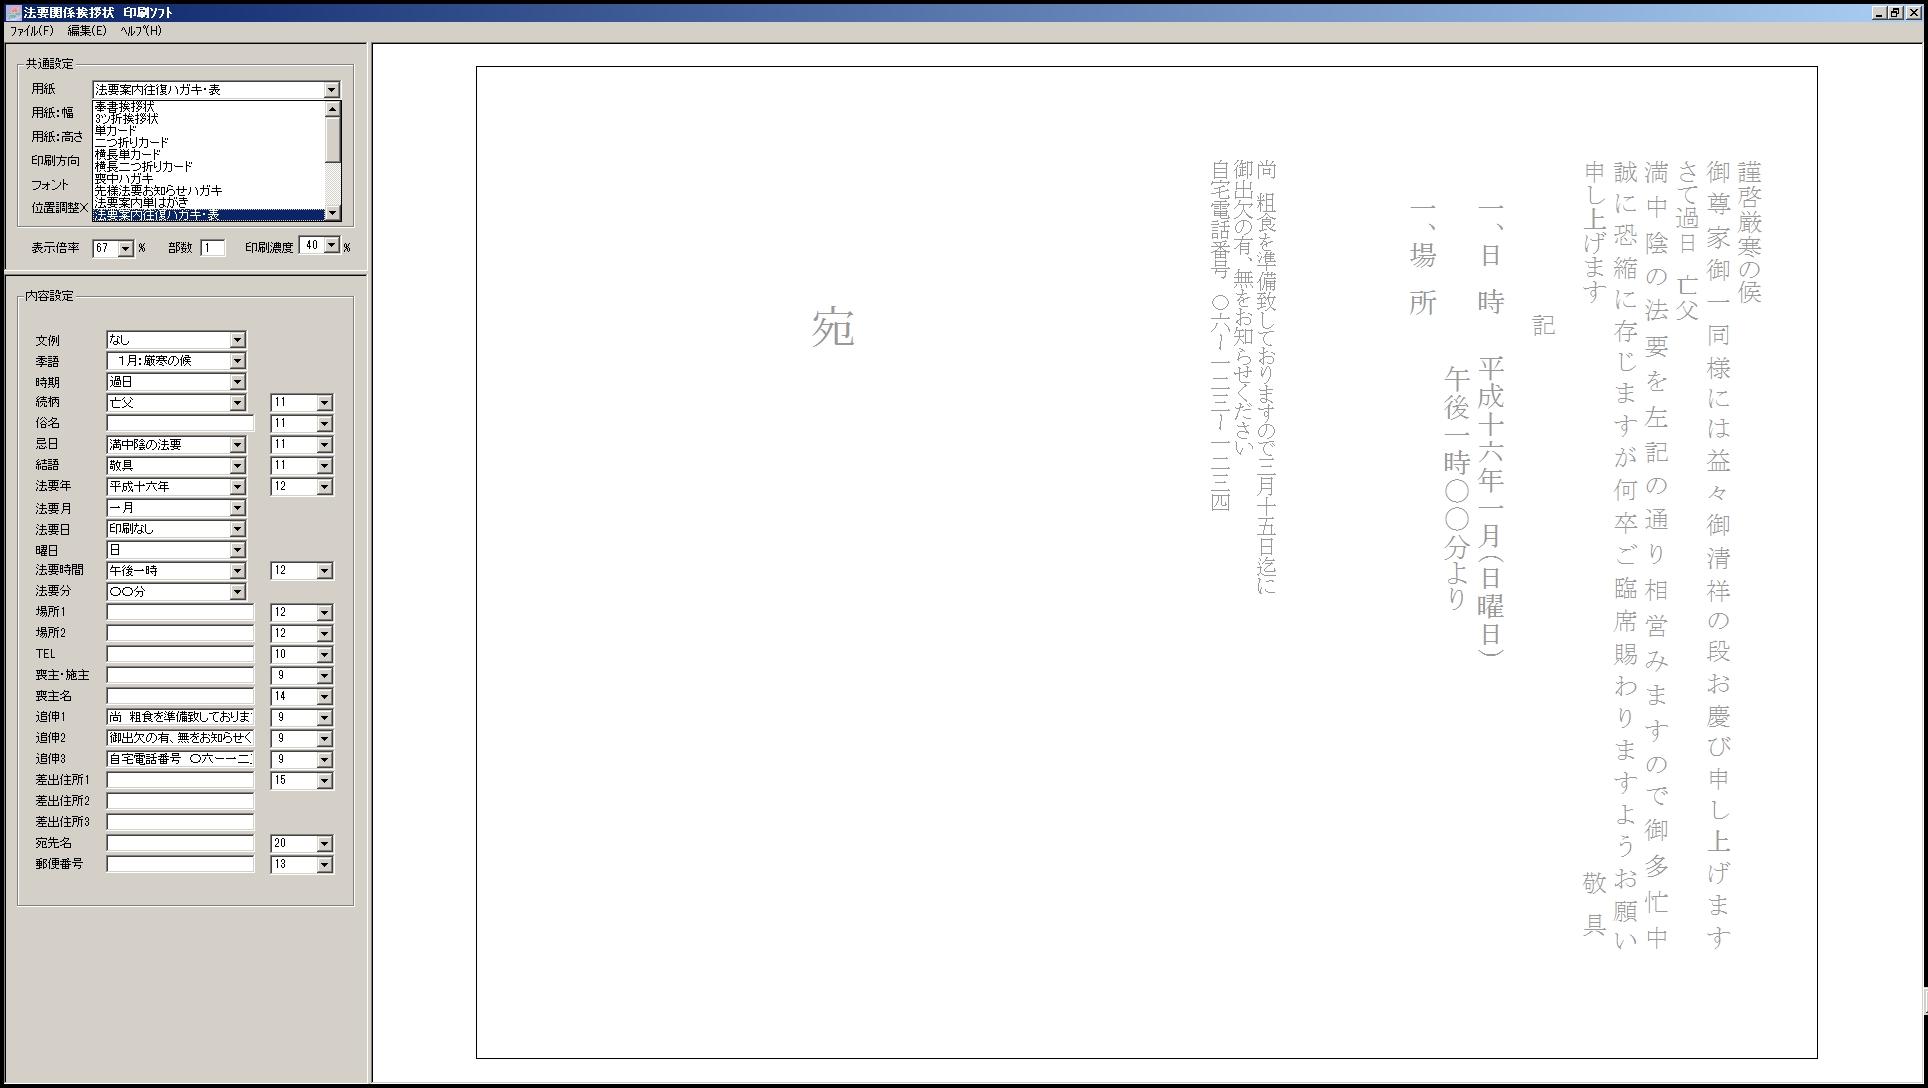 法要関係挨拶状 印刷ソフト
ファイル(F) 編集(E) ヘルプ(H)
共通設定
用紙 法要案内往復ハガキ・表
奉書挨拶状
3ツ折挨拶状
単カード
二つ折りカード
横長単カード
横長二つ折りカード
喪中ハガキ
先様法要お知らせハガキ
法要案内単はがき
法要案内往復ハガキ・表
用紙:幅
用紙:高さ
印刷方向
フォント
位置調整X
表示倍率 67 % 部数 1 印刷濃度 40 %
内容設定
文例 なし
季語 1月:厳寒の候
時期 過日
続柄 亡父 11
俗名 11
忌日 満中陰の法要 11
結語 敬具 11
法要年 平成十六年 12
法要月 一月
法要日 印刷なし
曜日 日
法要時間 午後一時 12
法要分 〇〇分
場所1 12
場所2 12
TEL 10
喪主・施主 9
喪主名 14
追伸1 尚 粗食を準備致しておりま 9
追伸2 御出欠の有、無をお知らせく 9
追伸3 自宅電話番号 〇六ー一二 9
差出住所1 15
差出住所2
差出住所3
宛先名 20
郵便番号 13
謹啓厳寒の候
御尊家御一同様には益々御清祥の段お慶び申し上げます
さて過日 亡父
満中陰の法要を左記の通り相営みますので御多忙中
誠に恐縮に存じますが何卒ご臨席賜わりますようお願い
申し上げます 敬具
記
一、日 時 平成十六年一月(日曜日)
午後一時〇〇分より
一、場 所
尚 粗食を準備致しておりますので三月十五日迄に
御出欠の有、無をお知らせください
自宅電話番号 〇六ー一二三ー一二三四
宛